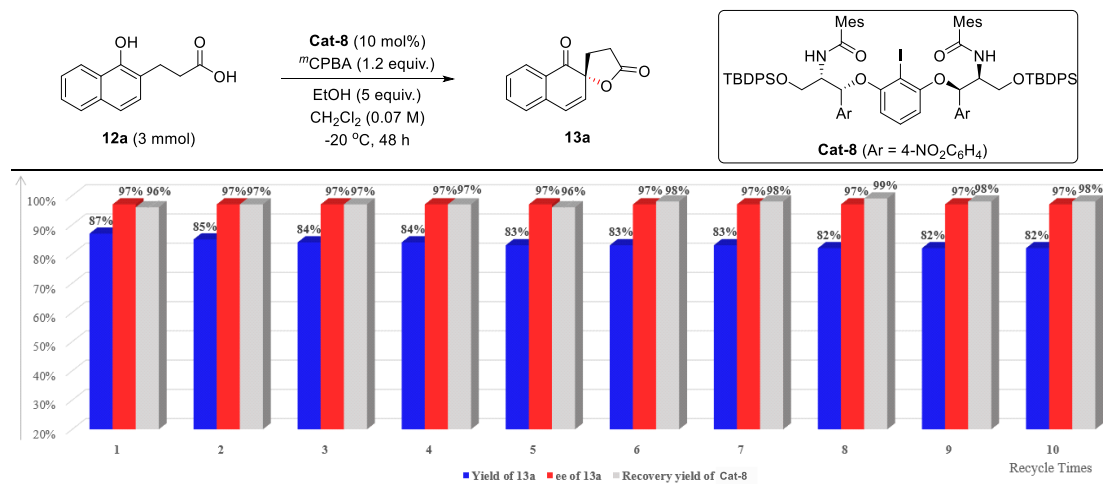 OH
O
OH
12a (3 mmol)
Cat-8 (10 mol%)
mCPBA (1.2 equiv.)
EtOH (5 equiv.)
CH2Cl2 (0.07 M)
-20 oC, 48 h
O
O
O
13a
Mes
Mes
HN
O
I
O
NH
TBDPSO
O
O
OTBDPS
Ar
Ar
Cat-8 (Ar = 4-NO2C6H4)
100%
90%
80%
70%
60%
50%
40%
30%
20%
87% 97% 96%
85% 97% 97%
84% 97% 97%
84% 97% 97%
83% 97% 96%
83% 97% 98%
83% 97% 98%
82% 97% 99%
82% 97% 98%
82% 97% 98%
1 2 3 4 5 6 7 8 9 10
Recycle Times
Yield of 13a ee of 13a Recovery yield of Cat-8